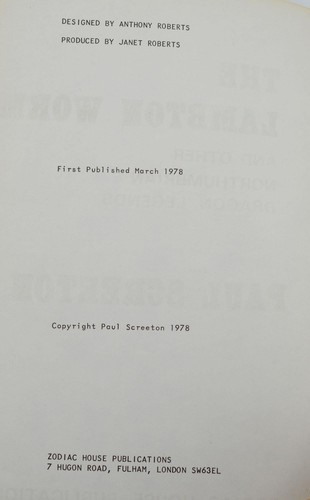 DESIGNED BY ANTHONY ROBERTS
PRODUCED BY JANET ROBERTS
First Published March 1978
Copyright Paul Screeton 1978
ZODIAC HOUSE PUBLICATIONS
7 HUGON ROAD, FULHAM, LONDON SW63EL